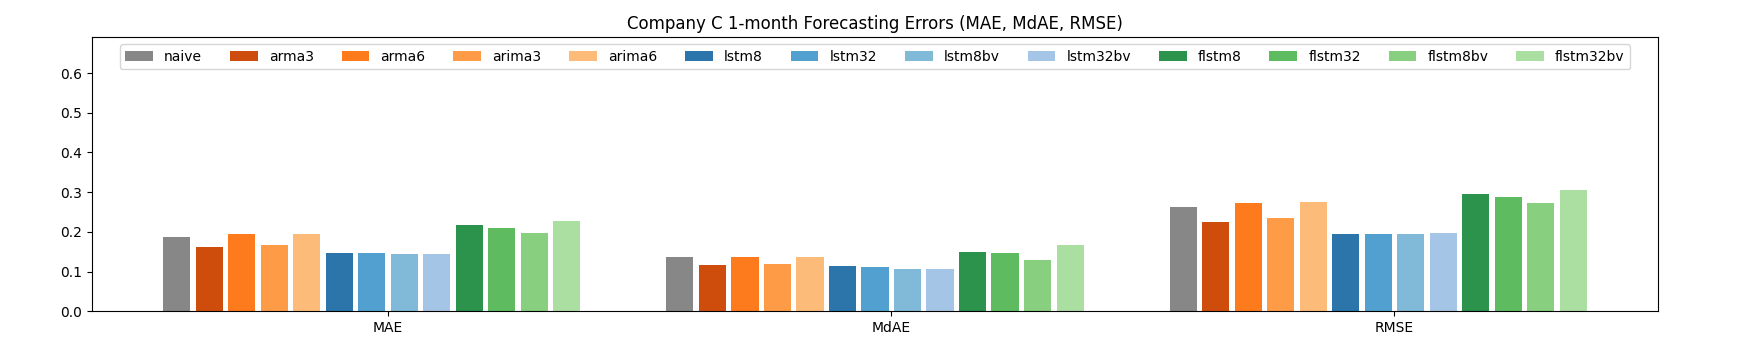 Company C 1-month Forecasting Errors (MAE, MdAE, RMSE)
naive arma3 arma6 arima3 arima6 lstm8 lstm32 lstm8bv lstm32bv flstm8 flstm32 flstm8bv flstm32bv
0.6
0.5
0.4
0.3
0.2
0.1
0.0
MAE MdAE RMSE